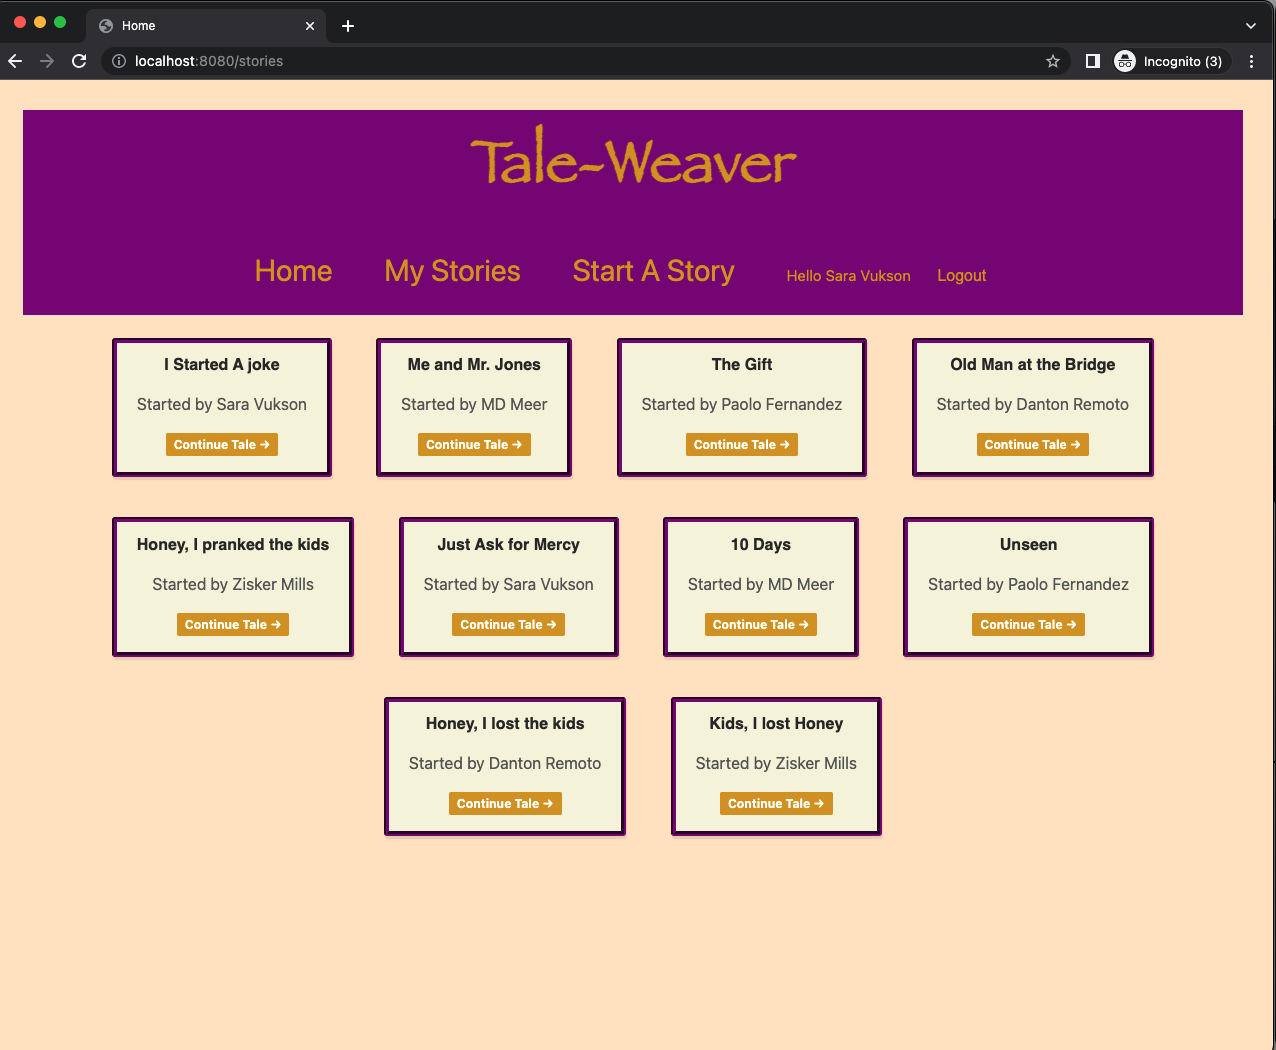 Home
localhost:8080/stories
Incognito (3)
Tale-Weaver
Home My Stories Start A Story Hello Sara Vukson Logout
I Started A joke
Started by Sara Vukson
Continue Tale →
Me and Mr. Jones
Started by MD Meer
Continue Tale →
The Gift
Started by Paolo Fernandez
Continue Tale →
Old Man at the Bridge
Started by Danton Remoto
Continue Tale →
Honey, I pranked the kids
Started by Zisker Mills
Continue Tale →
Just Ask for Mercy
Started by Sara Vukson
Continue Tale →
10 Days
Started by MD Meer
Continue Tale →
Unseen
Started by Paolo Fernandez
Continue Tale →
Honey, I lost the kids
Started by Danton Remoto
Continue Tale →
Kids, I lost Honey
Started by Zisker Mills
Continue Tale →